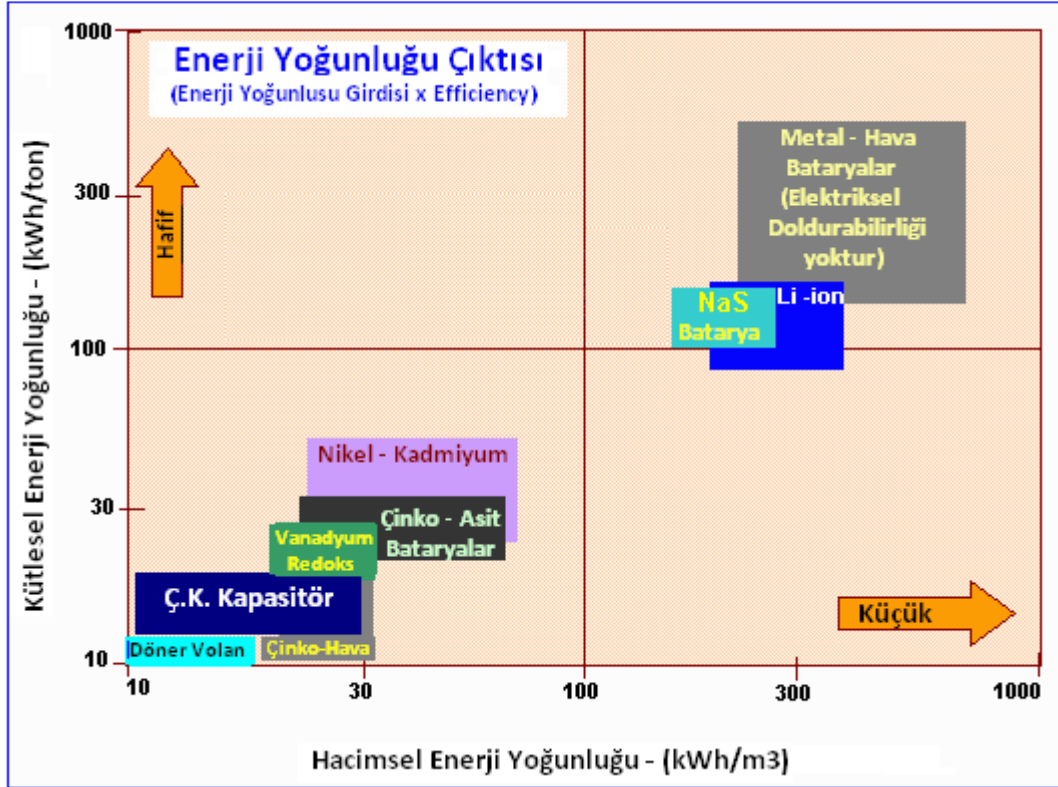 1000
Enerji Yoğunluğu Çıktısı
(Enerji Yoğunlusu Girdisi x Efficiency)
Metal - Hava
Bataryalar
(Elektriksel
Doldurabilirliği
yoktur)
300
Hafif
Kütlesel Enerji Yoğunluğu - (kWh/ton)
NaS
Batarya
Li -ion
100
Nikel - Kadmiyum
30
Çinko - Asit
Bataryalar
Vanadyum
Redoks
Ç.K. Kapasitör
Küçük
Döner Volan
Çinko-Hava
10
10
30
100
300
1000
Hacimsel Enerji Yoğunluğu - (kWh/m3)